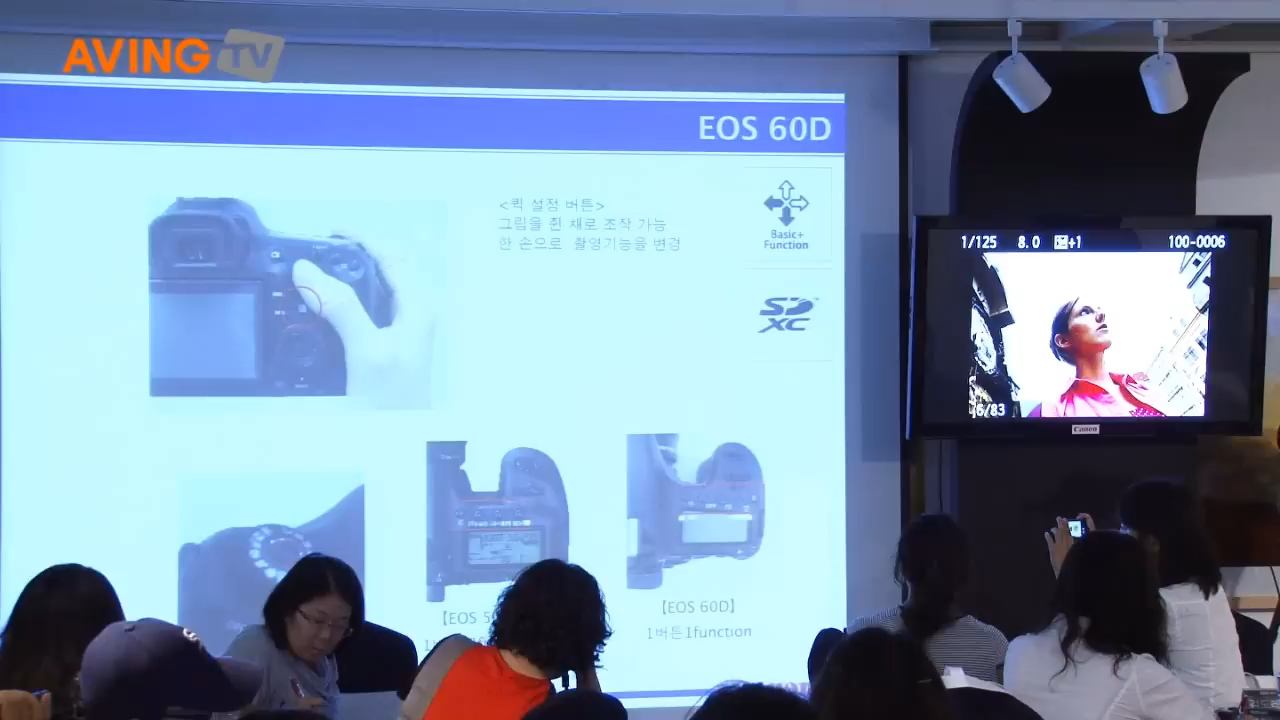 AVING TV
EOS 60D
<퀵 설정 버튼>
그립을 쥔 채로 조작 가능
한 손으로 촬영기능을 변경
Basic+
Function
SD
XC
1/125 8.0 +1 100-0006
6/83
Canon
【EOS 5
【EOS 60D】
1버튼1function